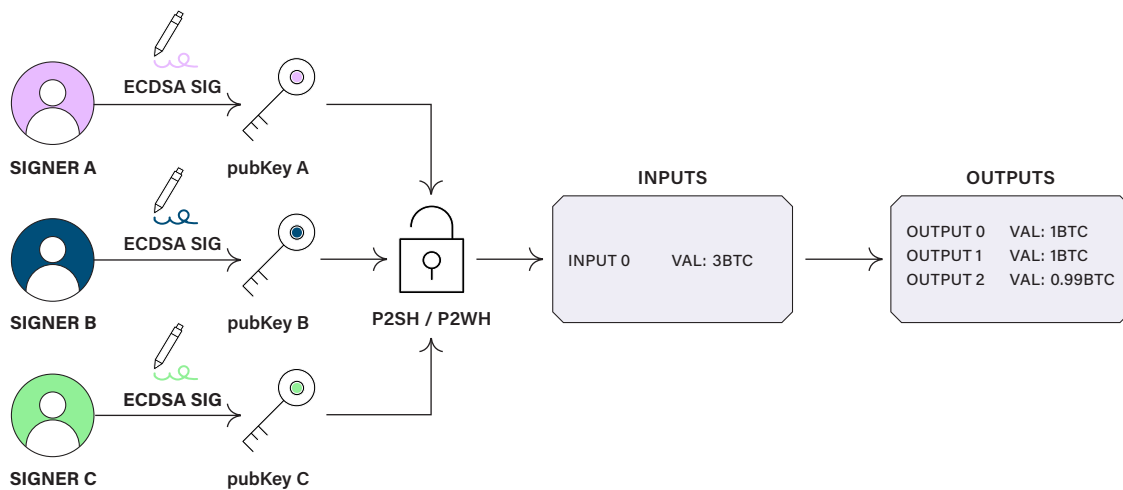 ECDSA SIG
SIGNER A
pubKey A
ECDSA SIG
SIGNER B
pubKey B
ECDSA SIG
SIGNER C
pubKey C
P2SH / P2WH
INPUTS
INPUT 0 VAL: 3BTC
OUTPUTS
OUTPUT 0 VAL: 1BTC
OUTPUT 1 VAL: 1BTC
OUTPUT 2 VAL: 0.99BTC